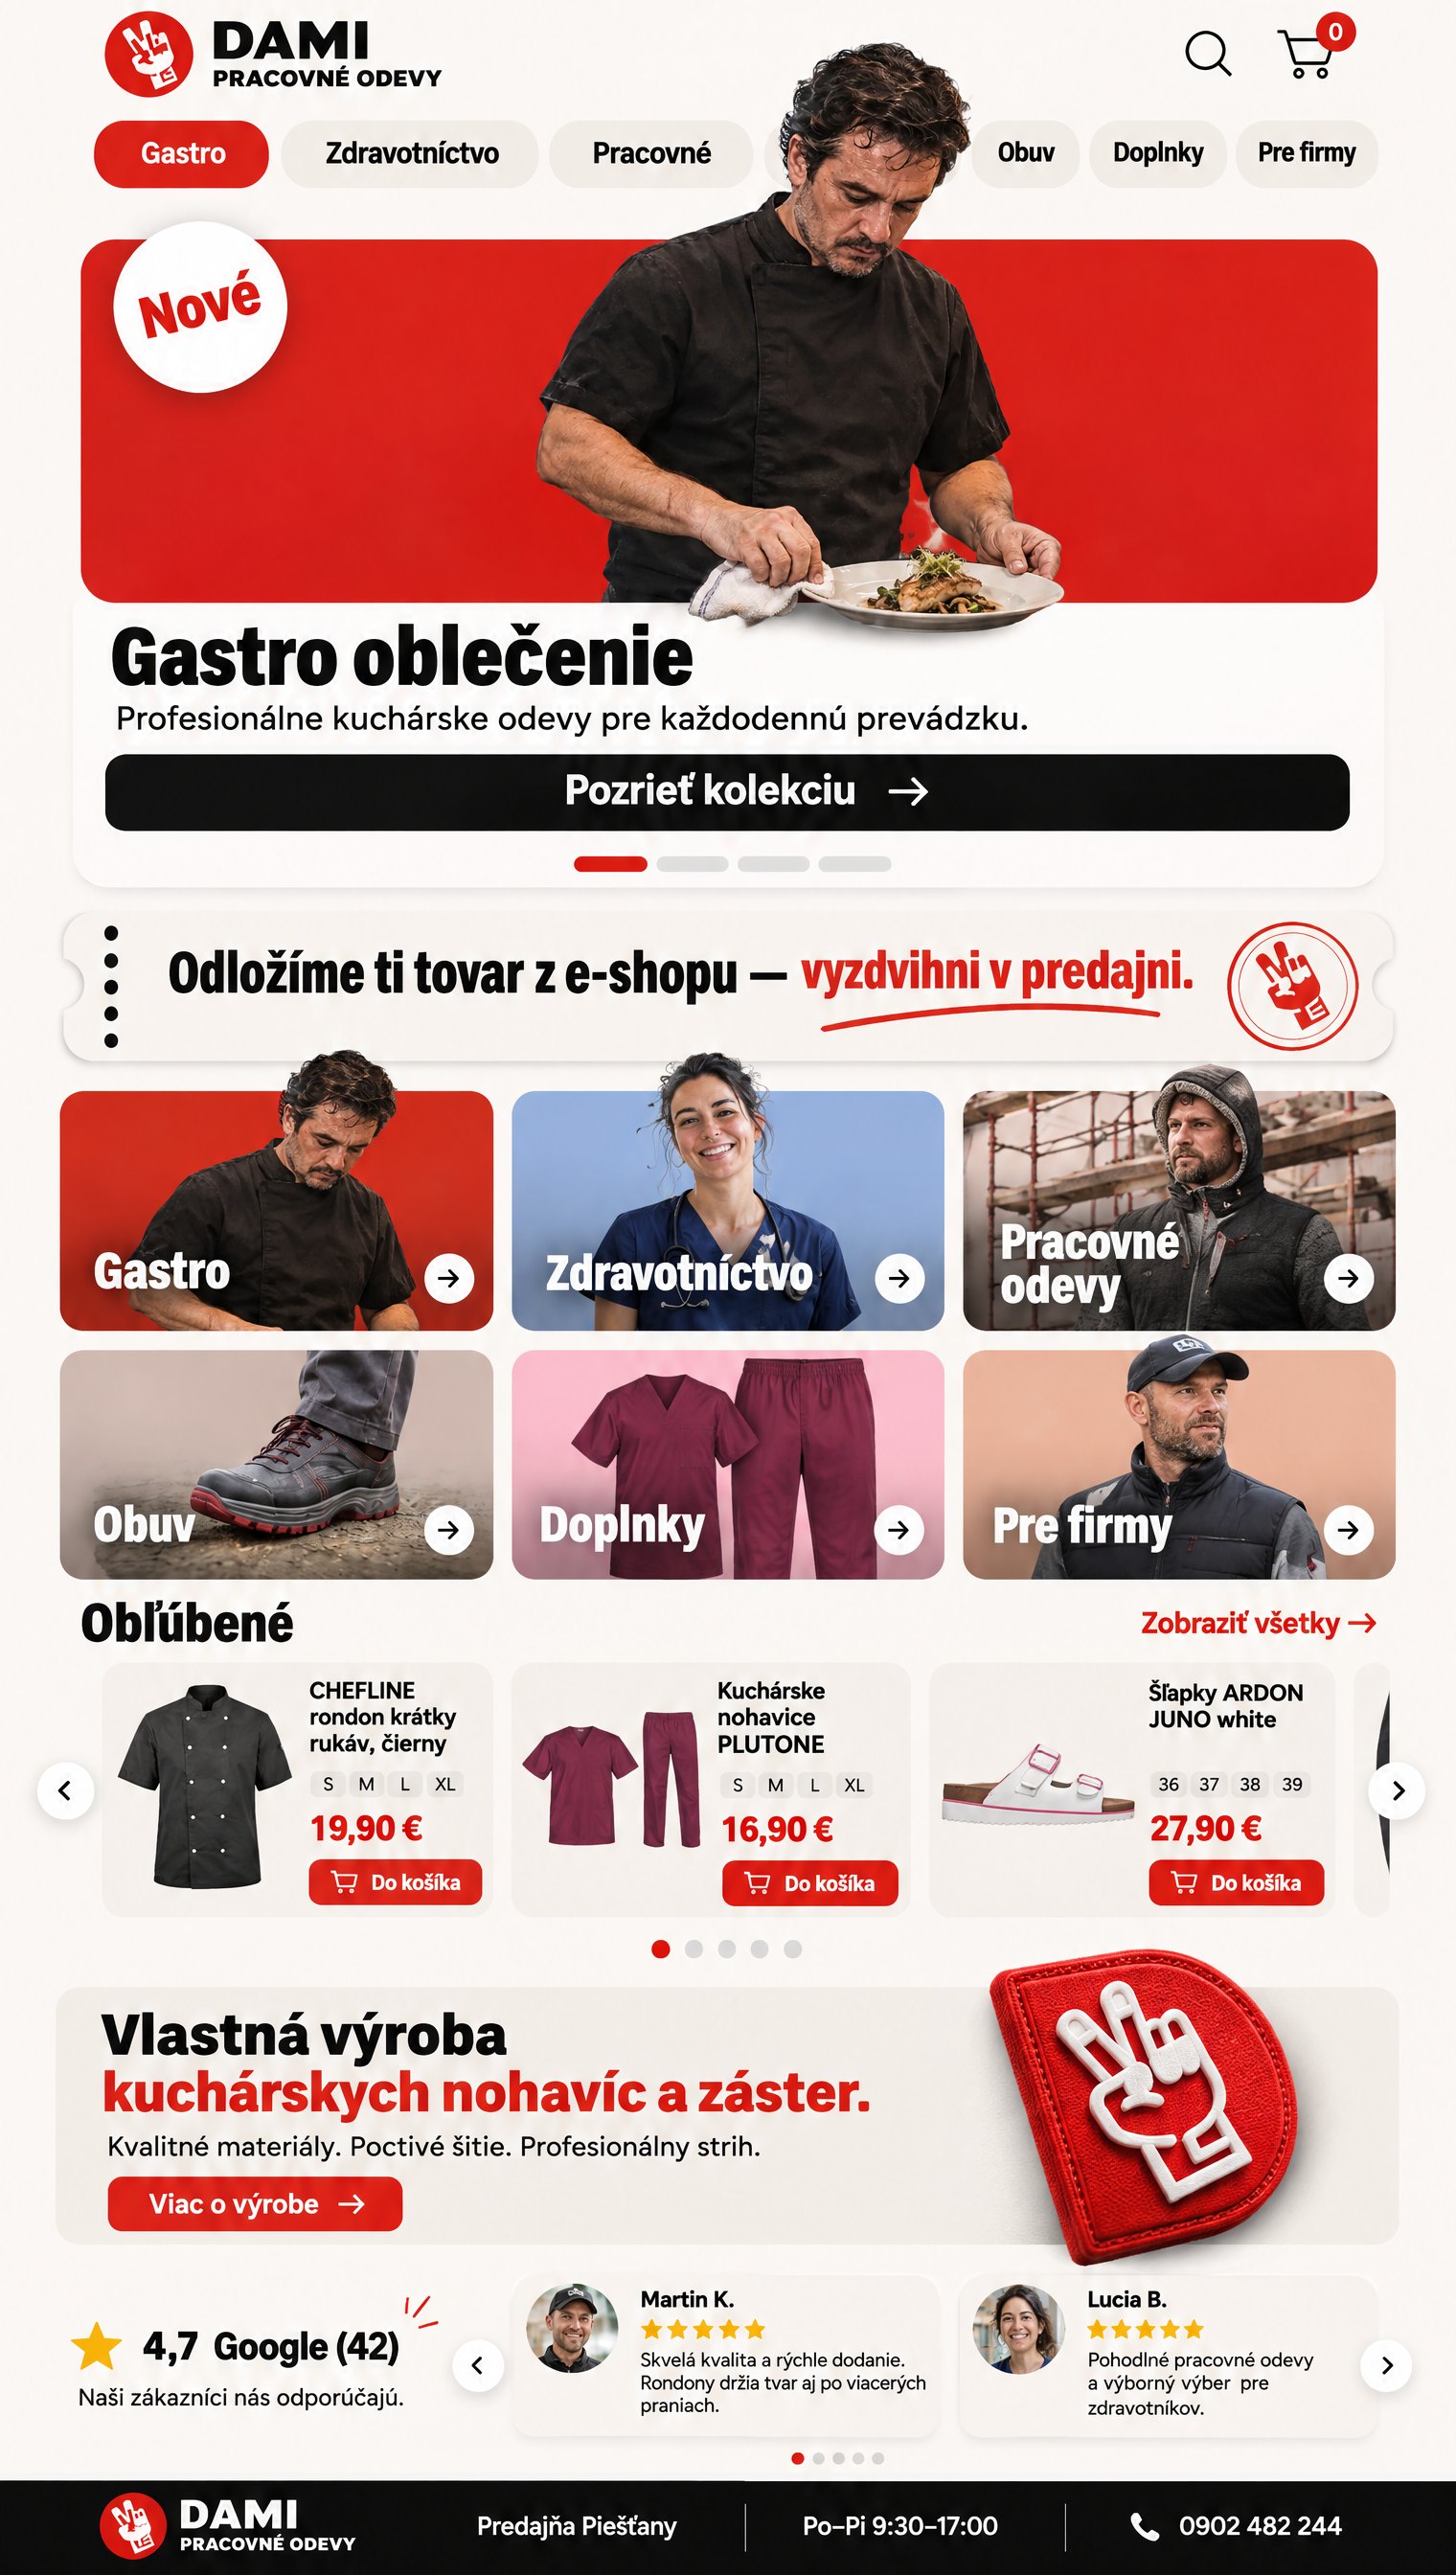 DAMI
PRACOVNÉ ODEVY
0
Gastro
Zdravotníctvo
Pracovné
Obuv
Doplnky
Pre firmy
Nové
Gastro oblečenie
Profesionálne kuchárske odevy pre každodennú prevádzku.
Pozrieť kolekciu →
Odložíme ti tovar z e-shopu — vyzdvihni v predajni.
Gastro
Zdravotníctvo
Pracovné
odevy
Obuv
Doplnky
Pre firmy
Obľúbené
Zobraziť všetky →
CHEFLINE
rondon krátky
rukáv, čierny
S M L XL
19,90 €
Do košíka
Kuchárske
nohavice
PLUTONE
S M L XL
16,90 €
Do košíka
Šľapky ARDON
JUNO white
36 37 38 39
27,90 €
Do košíka
Vlastná výroba
kuchárskych nohavíc a záster.
Kvalitné materiály. Poctivé šitie. Profesionálny strih.
Viac o výrobe →
4,7 Google (42)
Naši zákazníci nás odporúčajú.
Martin K.
Skvelá kvalita a rýchle dodanie.
Rondony držia tvar aj po viacerých
praniach.
Lucia B.
Pohodlné pracovné odevy
a výborný výber pre
zdravotníkov.
DAMI
PRACOVNÉ ODEVY
Predajňa Piešťany
Po–Pi 9:30–17:00
0902 482 244